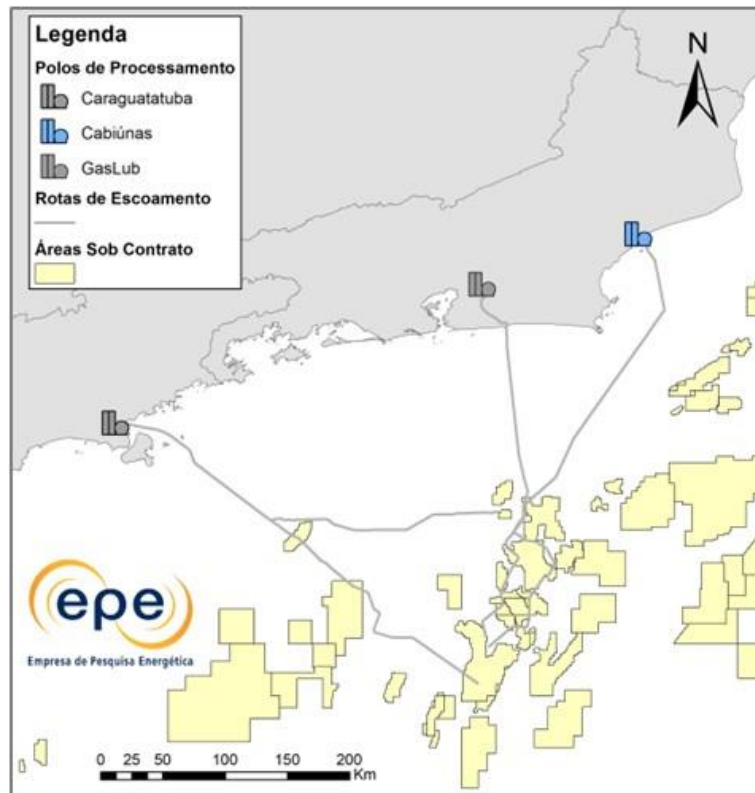 Legenda
Polos de Processamento
Caraguatatuba
Cabiúnas
GasLub
Rotas de Escoamento
Áreas Sob Contrato
N
epe
Empresa de Pesquisa Energética
0 25 50 100 150 200
Km